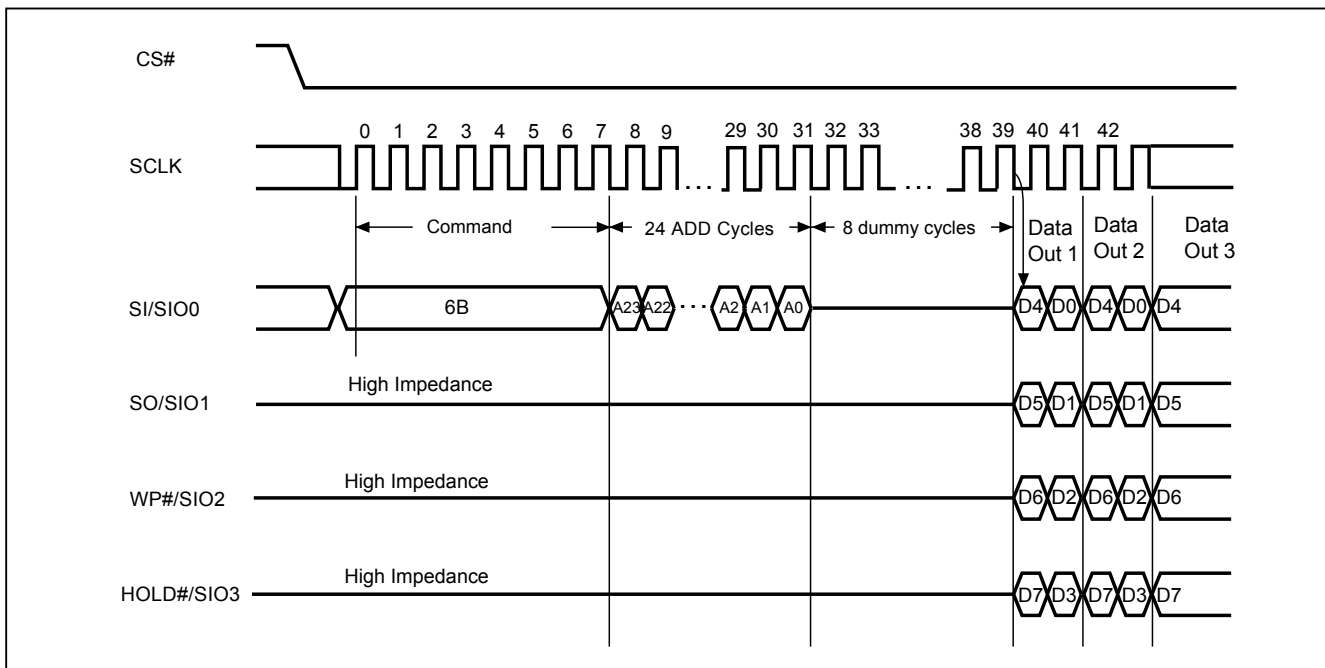 CS#
0 1 2 3 4 5 6 7 8 9 29 30 31 32 33 38 39 40 41 42
SCLK
Command 24 ADD Cycles 8 dummy cycles Data Out 1 Data Out 2 Data Out 3
SI/SIO0 6B A23 A22 A2 A1 A0 D4 D0 D4 D0 D4
High Impedance
SO/SIO1 D5 D1 D5 D1 D5
High Impedance
WP#/SIO2 D6 D2 D6 D2 D6
High Impedance
HOLD#/SIO3 D7 D3 D7 D3 D7